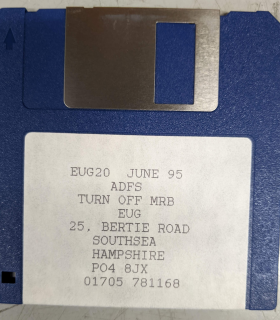 EUG20 JUNE 95
ADFS
TURN OFF MRB
EUG
25, BERTIE ROAD
SOUTHSEA
HAMPSHIRE
PO4 8JX
01705 781168